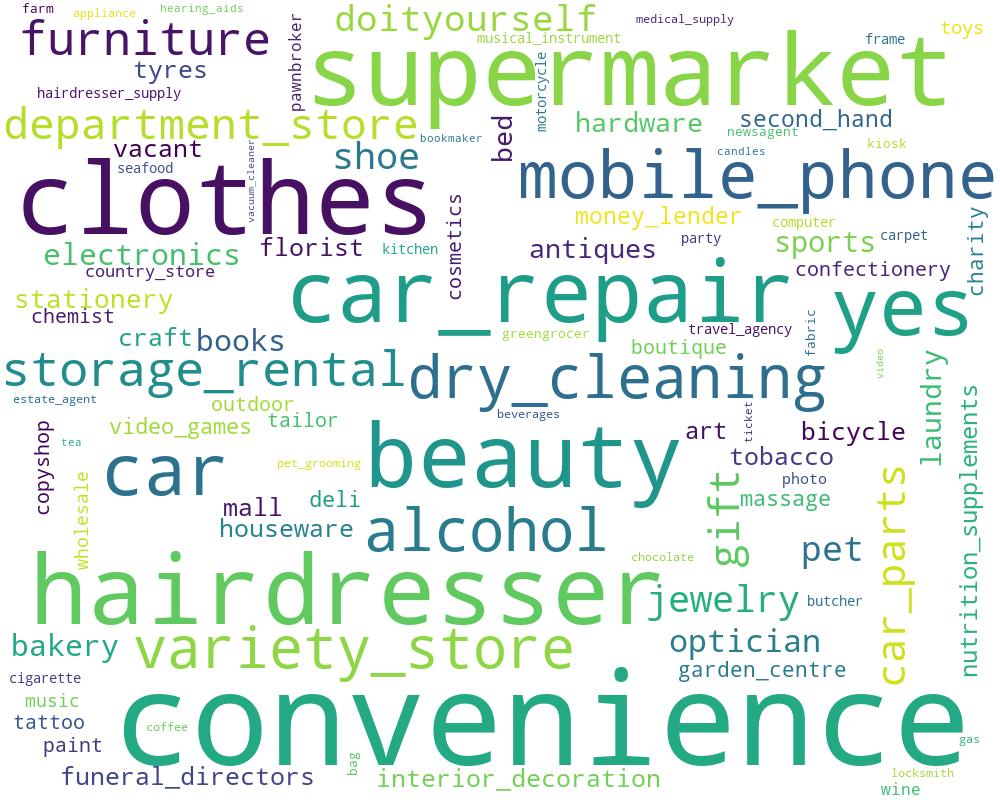 farm
appliance
hearing_aids
furniture
tyres
pawnbroker
doityourself
musical_instrument
medical_supply
frame
toys
supermarket
hairdresser_supply
motorcycle
department_store
vacant
seafood
vacuum_cleaner
shoe
bookmaker
bed
hardware
second_hand
newsagent
kiosk
candles
clothes
mobile_phone
money_lender
computer
charity
electronics
florist
kitchen
cosmetics
antiques
party
sports
carpet
country_store
confectionery
stationery
chemist
car_repair
yes
craft
books
greengrocer
travel_agency
fabric
boutique
video
laundry
storage_rental
dry_cleaning
estate_agent
outdoor
beverages
ticket
nutrition_supplements
video_games
tailor
art
bicycle
copyshop
tea
beauty
pet_grooming
tobacco
car
wholesale
mall
deli
gift
photo
massage
car_parts
houseware
alcohol
pet
chocolate
hairdresser
jewelry
butcher
bakery
variety_store
optician
garden_centre
cigarette
music
tattoo
coffee
convenience
paint
bag
gas
funeral_directors
interior_decoration
locksmith
wine